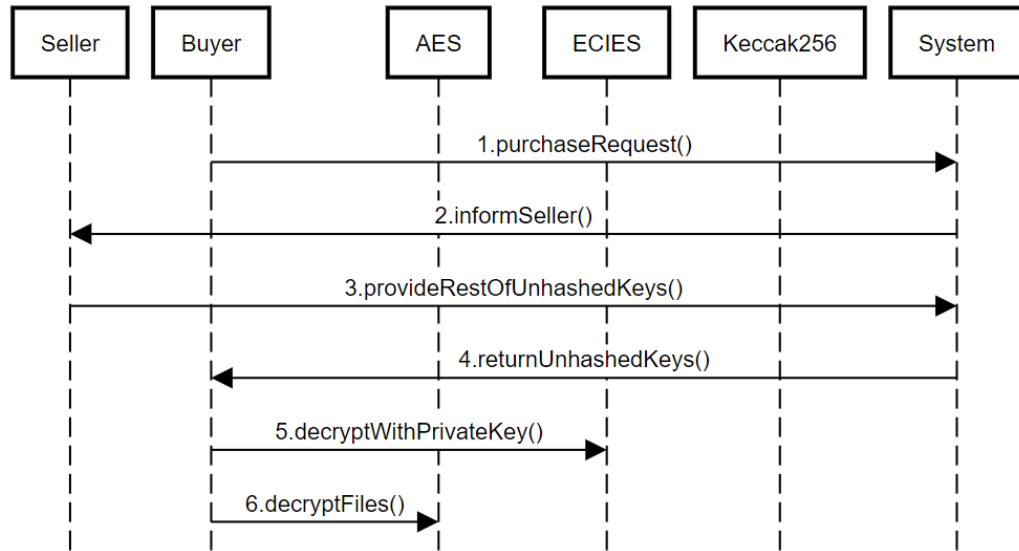 Seller
Buyer
AES
ECIES
Keccak256
System
1.purchaseRequest()
2.informSeller()
3.provideRestOfUnhashedKeys()
4.returnUnhashedKeys()
5.decryptWithPrivateKey()
6.decryptFiles()